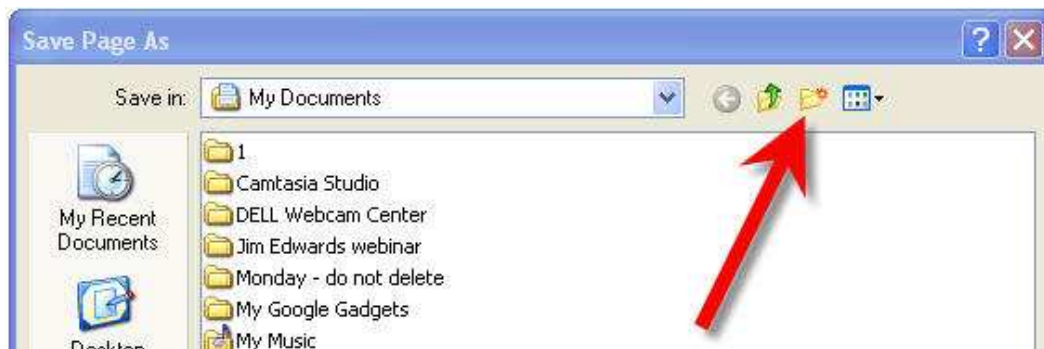 Save Page As
Save in: My Documents
1
Camtasia Studio
DELL Webcam Center
Jim Edwards webinar
Monday - do not delete
My Google Gadgets
My Music
My Recent
Documents
Desktop